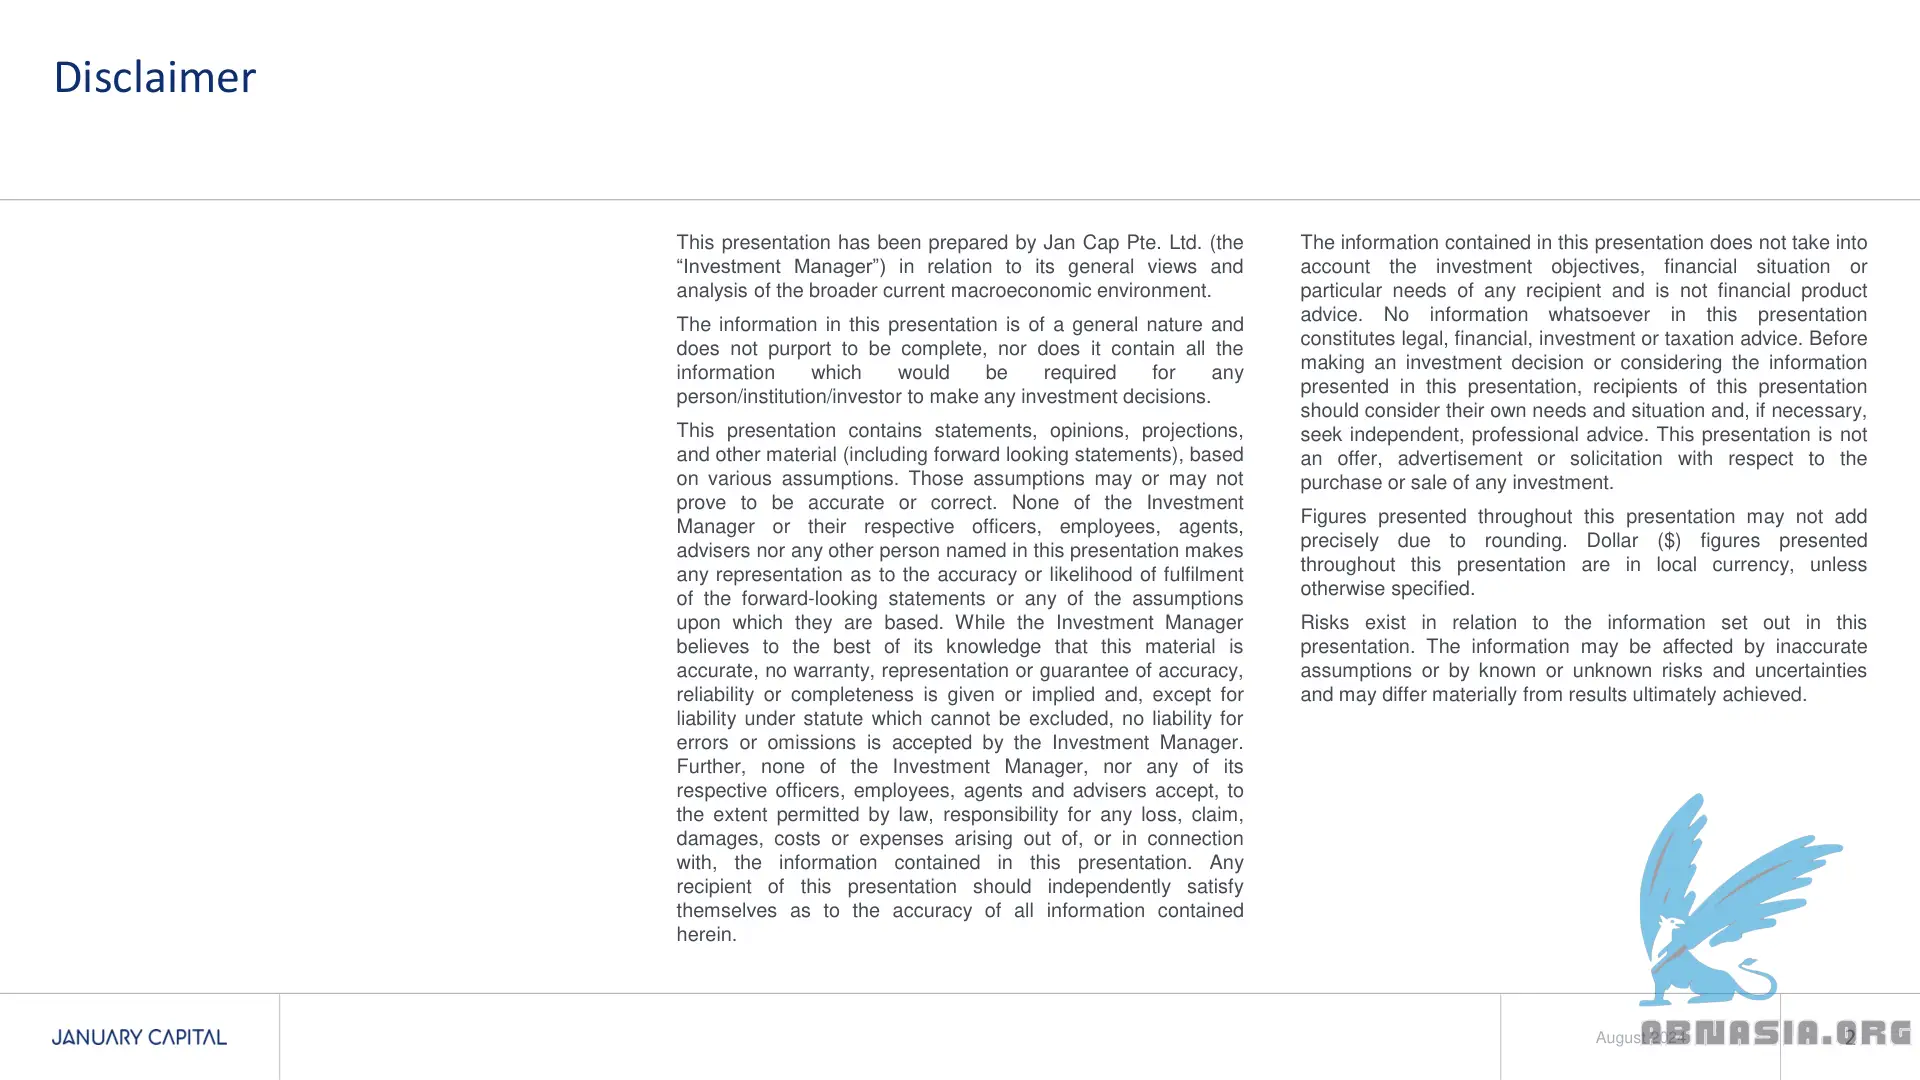 Disclaimer
This presentation has been prepared by Jan Cap Pte. Ltd. (the
“Investment Manager”) in relation to its general views and
analysis of the broader current macroeconomic environment.
The information in this presentation is of a general nature and
does not purport to be complete, nor does it contain all the
information which would be required for any
person/institution/investor to make any investment decisions.
This presentation contains statements, opinions, projections,
and other material (including forward looking statements), based
on various assumptions. Those assumptions may or may not
prove to be accurate or correct. None of the Investment
Manager or their respective officers, employees, agents,
advisers nor any other person named in this presentation makes
any representation as to the accuracy or likelihood of fulfilment
of the forward-looking statements or any of the assumptions
upon which they are based. While the Investment Manager
believes to the best of its knowledge that this material is
accurate, no warranty, representation or guarantee of accuracy,
reliability or completeness is given or implied and, except for
liability under statute which cannot be excluded, no liability for
errors or omissions is accepted by the Investment Manager.
Further, none of the Investment Manager, nor any of its
respective officers, employees, agents and advisers accept, to
the extent permitted by law, responsibility for any loss, claim,
damages, costs or expenses arising out of, or in connection
with, the information contained in this presentation. Any
recipient of this presentation should independently satisfy
themselves as to the accuracy of all information contained
herein.
The information contained in this presentation does not take into
account the investment objectives, financial situation or
particular needs of any recipient and is not financial product
advice. No information whatsoever in this presentation
constitutes legal, financial, investment or taxation advice. Before
making an investment decision or considering the information
presented in this presentation, recipients of this presentation
should consider their own needs and situation and, if necessary,
seek independent, professional advice. This presentation is not
an offer, advertisement or solicitation with respect to the
purchase or sale of any investment.
Figures presented throughout this presentation may not add
precisely due to rounding. Dollar ($) figures presented
throughout this presentation are in local currency, unless
otherwise specified.
Risks exist in relation to the information set out in this
presentation. The information may be affected by inaccurate
assumptions or by known or unknown risks and uncertainties
and may differ materially from results ultimately achieved.
JANUARY CAPITAL
August 2024
2
ABNASIA.ORG